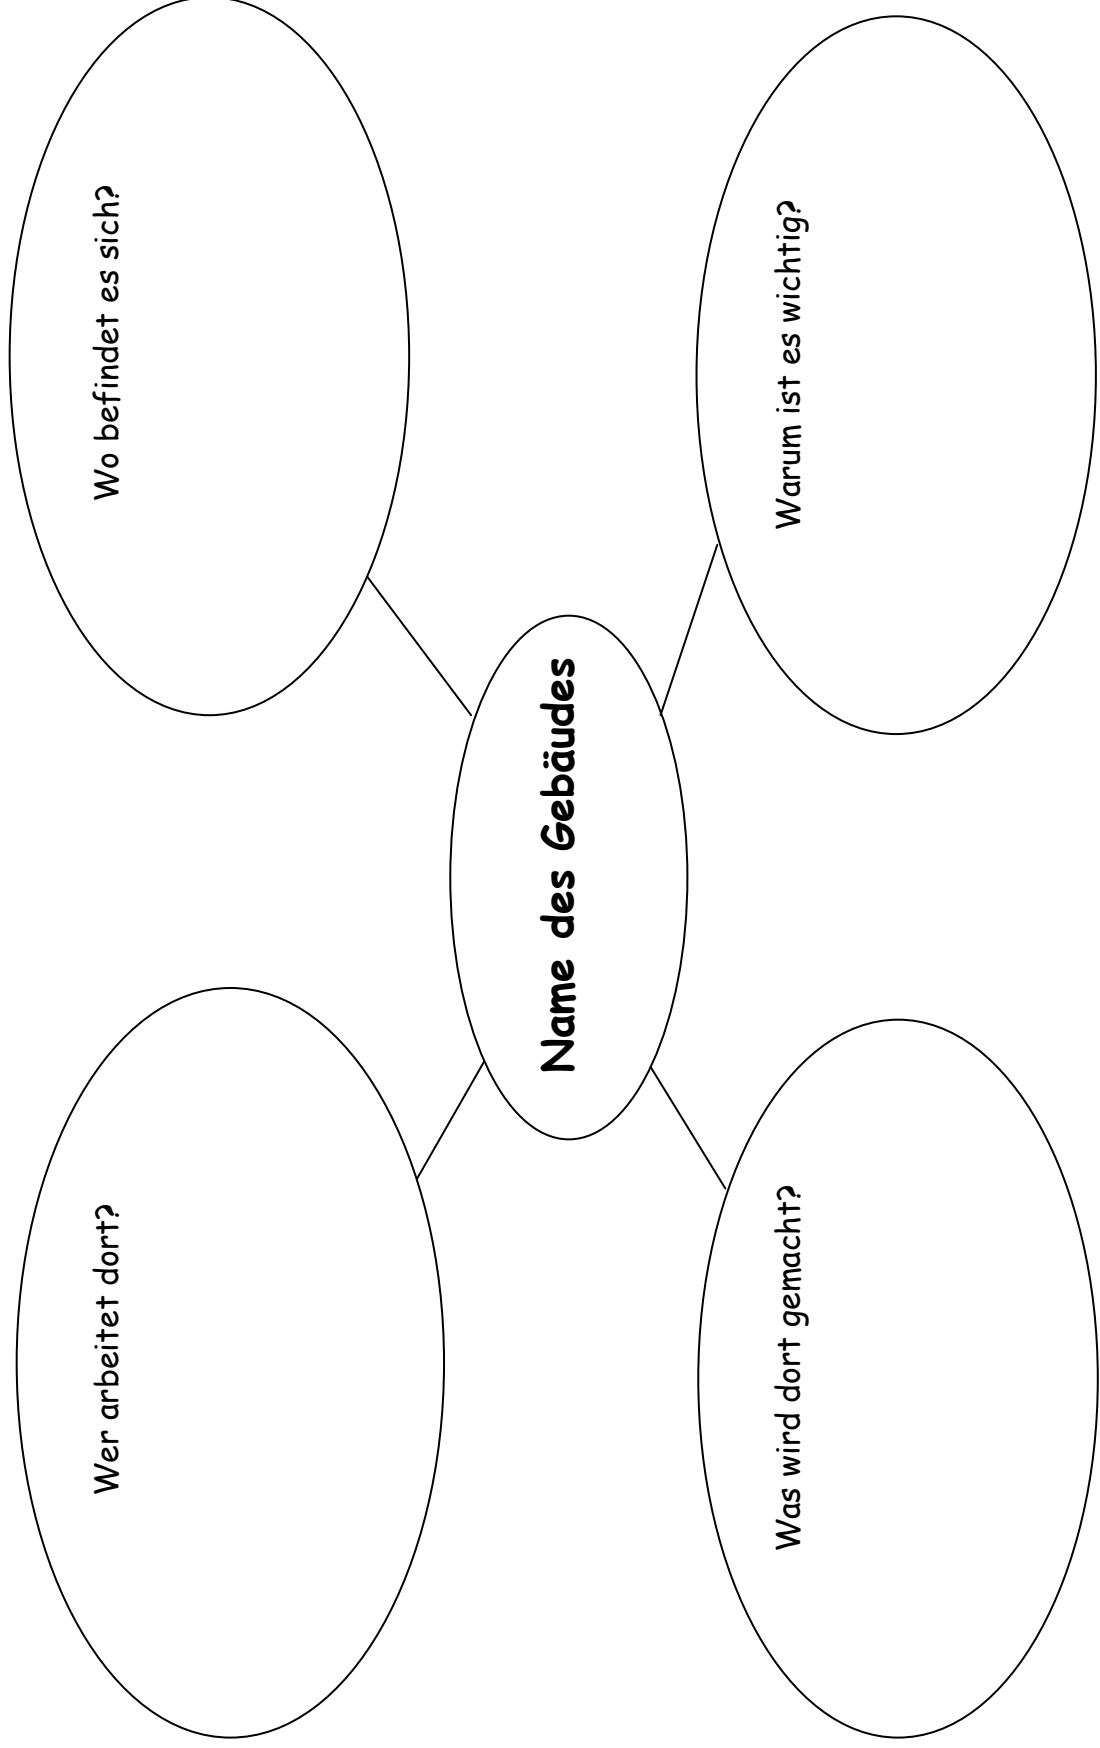 Wer arbeitet dort?
Wo befindet es sich?
Name des Gebäudes
Was wird dort gemacht?
Warum ist es wichtig?